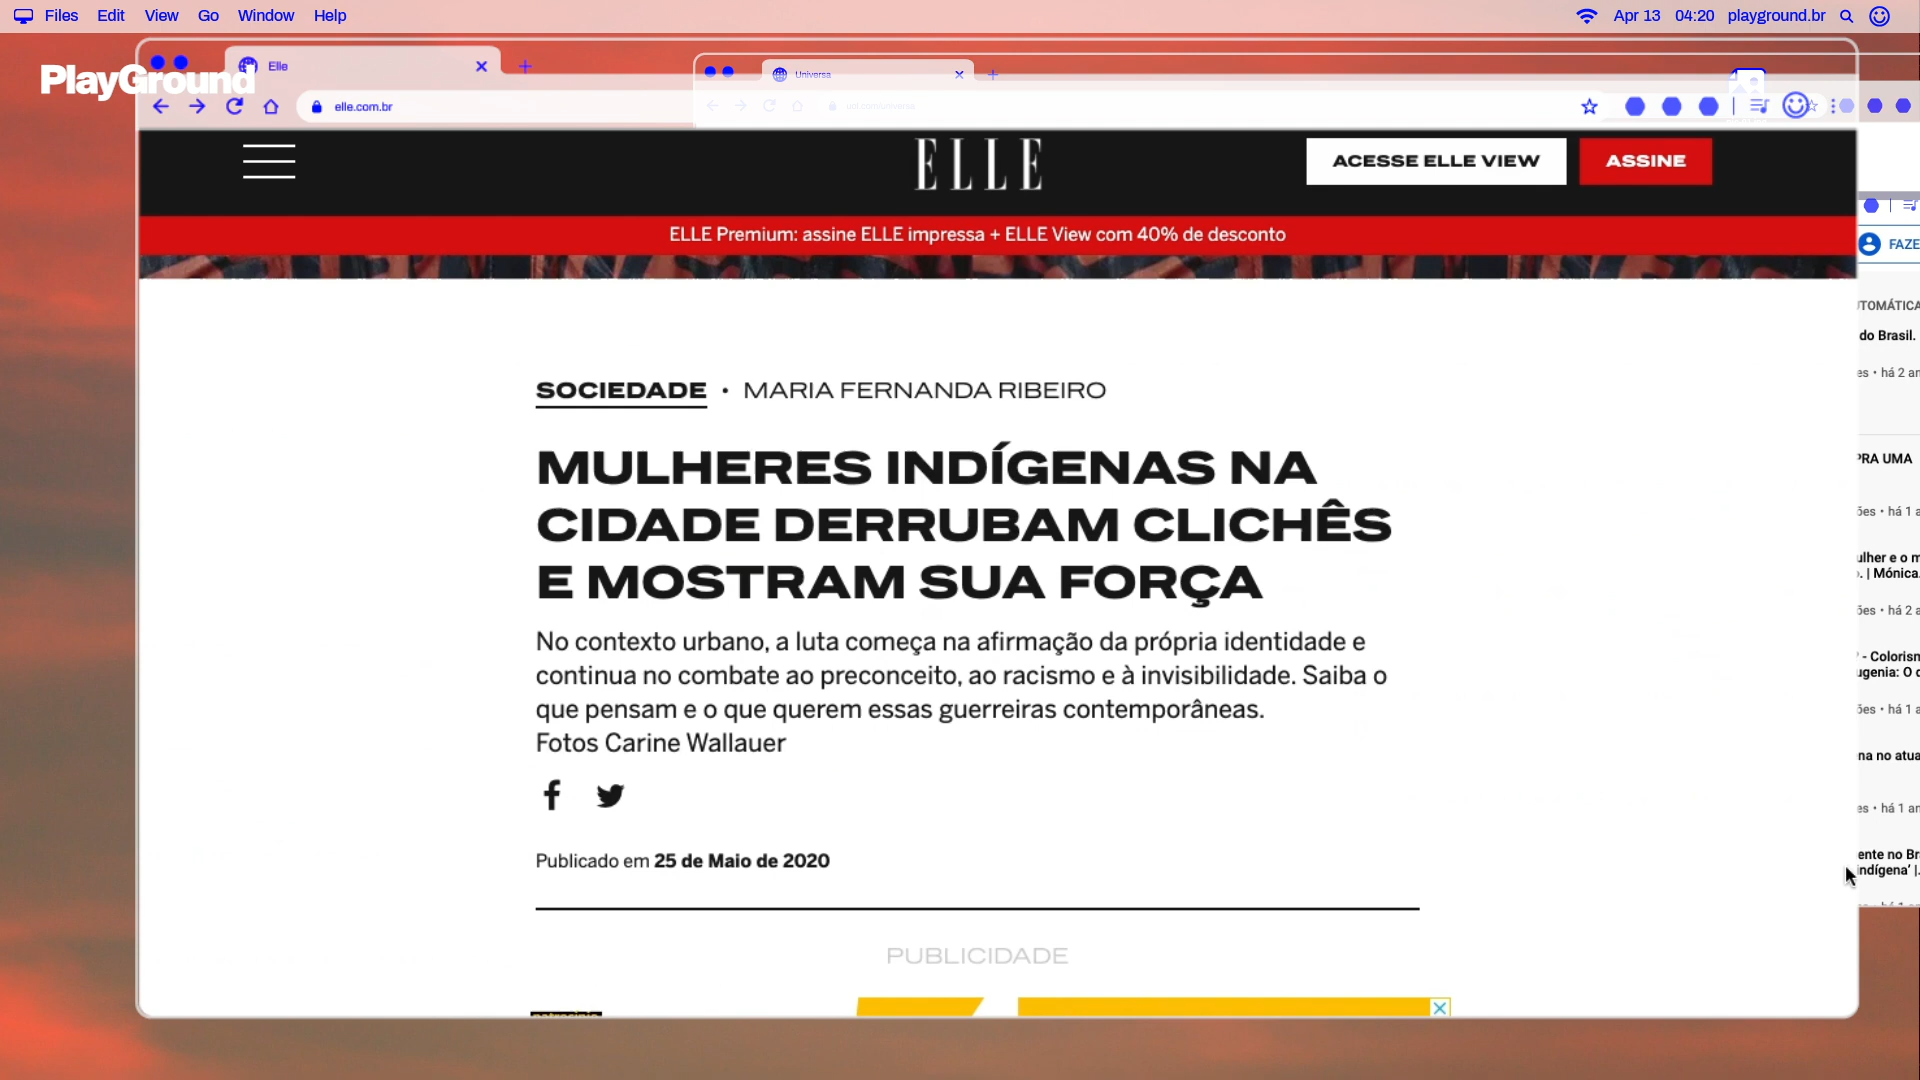 Files Edit View Go Window Help
Apr 13 04:20 playground.br
PlayGround
Elle
Universa
elle.com.br
uol.com/universa
ELLE
ACESSE ELLE VIEW
ASSINE
ELLE Premium: assine ELLE impressa + ELLE View com 40% de desconto
SOCIEDADE • MARIA FERNANDA RIBEIRO
MULHERES INDÍGENAS NA
CIDADE DERRUBAM CLICHÊS
E MOSTRAM SUA FORÇA
No contexto urbano, a luta começa na afirmação da própria identidade e
continua no combate ao preconceito, ao racismo e à invisibilidade. Saiba o
que pensam e o que querem essas guerreiras contemporâneas.
Fotos Carine Wallauer
Publicado em 25 de Maio de 2020
PUBLICIDADE
FAZE
do Brasil.
es • há 2 an
PRA UMA
ões • há 1 a
ulher e o m
. | Mónica
ões • há 2 a
- Colorism
ugenia: O
ões • há 1 a
na no atua
es • há 1 an
ente no Br
indígena' |